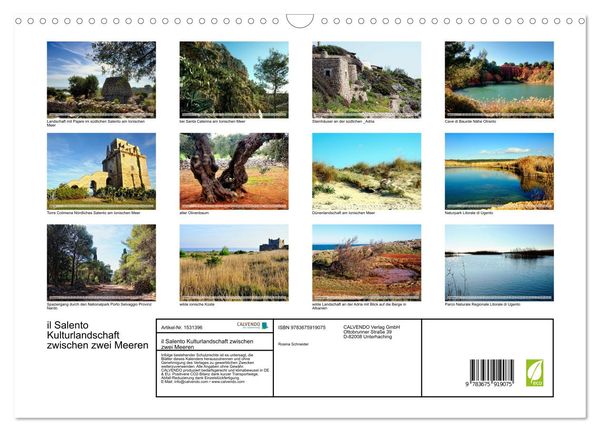 Landschaft mit Pajare im südlichen Salento am Ionischen
Meer
bei Santa Caterina am Ionischen Meer
Steinhäuser an der südlichen _Adria
Cave di Bauxite Nähe Otranto
Torre Colimena Nördliches Salento am Ionischen Meer
alter Olivenbaum
Dünenlandschaft am Ionischen Meer
Naturpark Litorale di Ugento
Spaziergang durch den Nationalpark Porto Selvaggio Provinz
Nardo
wilde ionische Küste
wilde Landschaft an der Adria mit Blick auf die Berge in
Albanien
Parco Naturale Regionale Litorale di Ugento
il Salento
Kulturlandschaft
zwischen zwei Meeren
Artikel-Nr. 1531396
CALVENDO
il Salento Kulturlandschaft zwischen
zwei Meeren
Infolge bestehender Schutzrechte ist es untersagt, die
Blätter dieses Kalenders herauszutrennen und ohne
Genehmigung des Verlages zu gewerblichen Zwecken
weiterzuverwenden. Alle Angaben ohne Gewähr.
CALVENDO produziert bedarfsgerecht und klimabewusst in DE
& EU. Positivere CO2-Bilanz dank kurzer Transportwege.
Abfall-Reduzierung dank Einzelstückfertigung.
E-Mail: info@calvendo.com • www.calvendo.com
ISBN 9783675919075
Rosina Schneider
CALVENDO Verlag GmbH
Ottobrunner Straße 39
D-82008 Unterhaching
9 783675 919075
eco